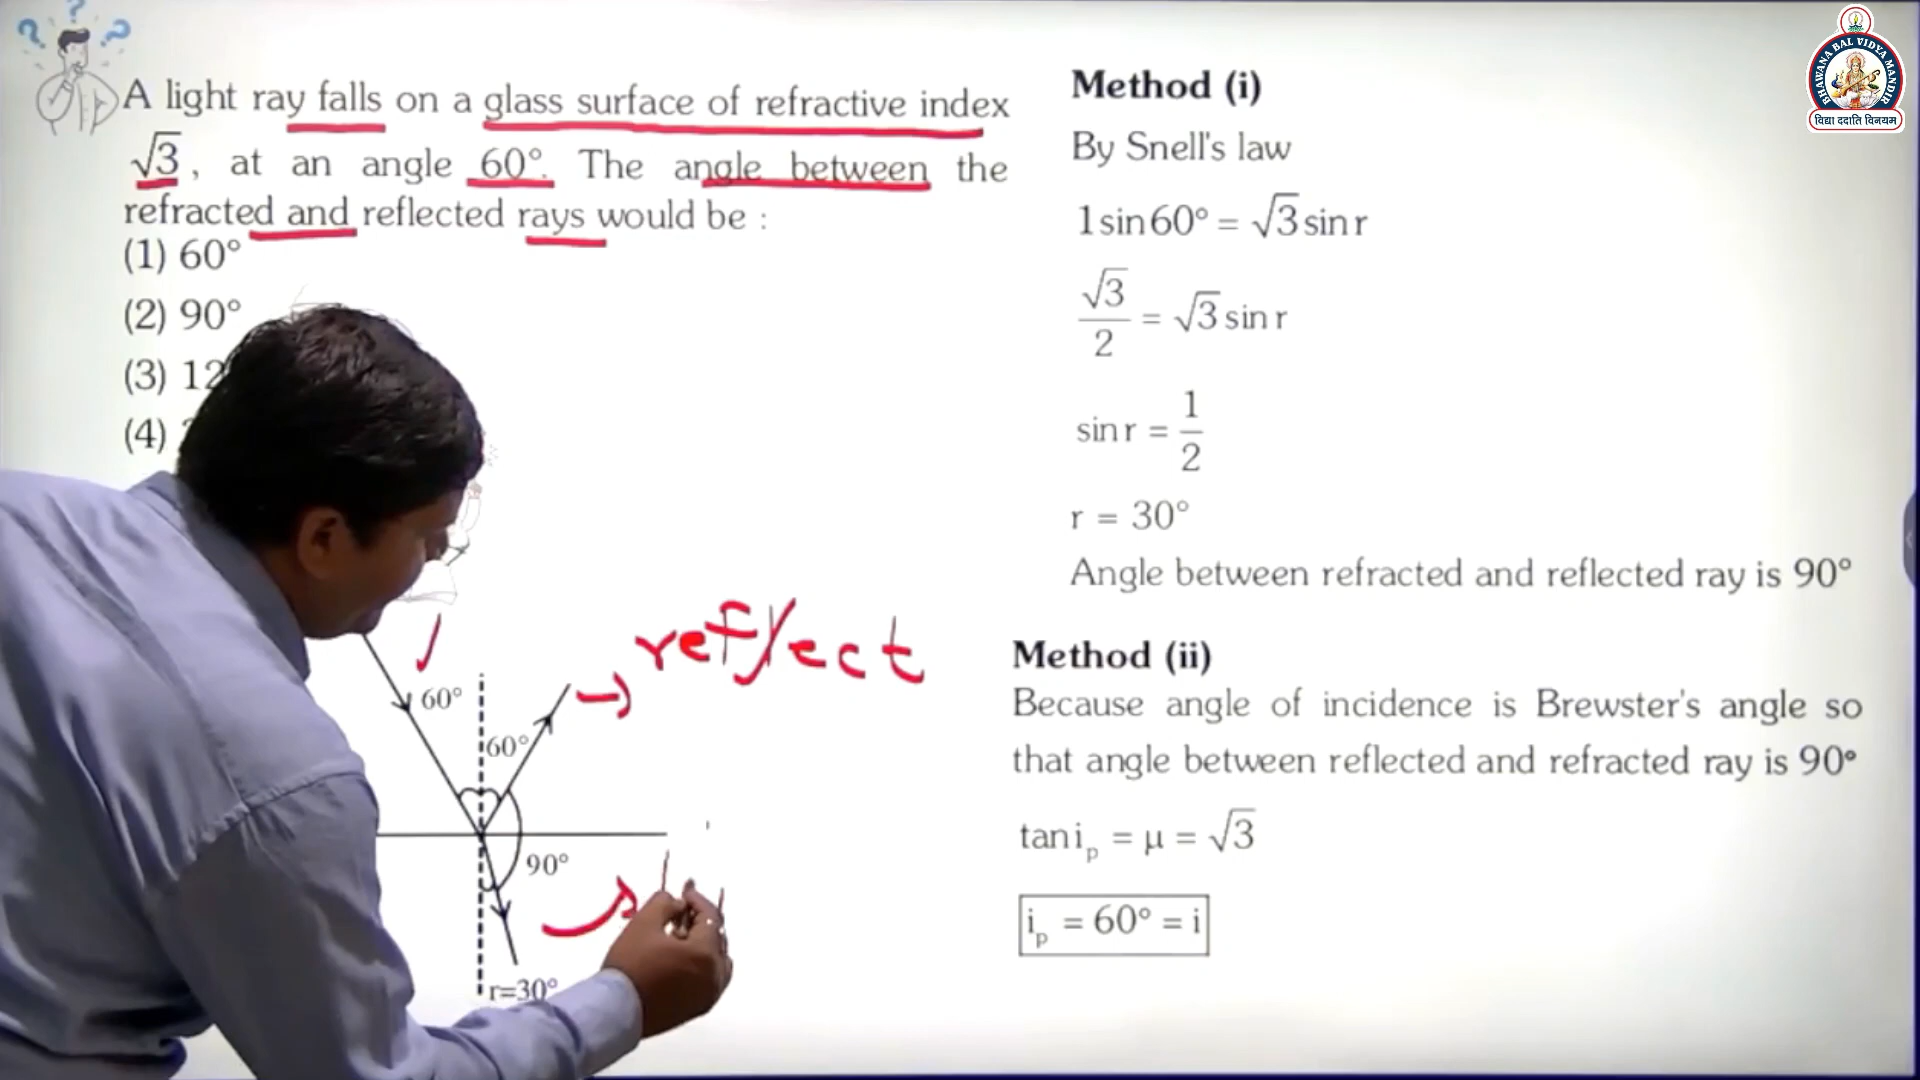 A light ray falls on a glass surface of refractive index
√3, at an angle 60°. The angle between the
refracted and reflected rays would be :
(1) 60°
(2) 90°
(3) 12
(4)
60°
60°
90°
r=30°
reflect
Method (i)
By Snell's law
1 sin 60° = √3 sin r
√3/2 = √3 sin r
sin r = 1/2
r = 30°
Angle between refracted and reflected ray is 90°
Method (ii)
Because angle of incidence is Brewster's angle so
that angle between reflected and refracted ray is 90°
tan i_p = μ = √3
i_p = 60° = i
BHAWANA BAL VIDYA MANDIR
विद्या ददाति विनयम